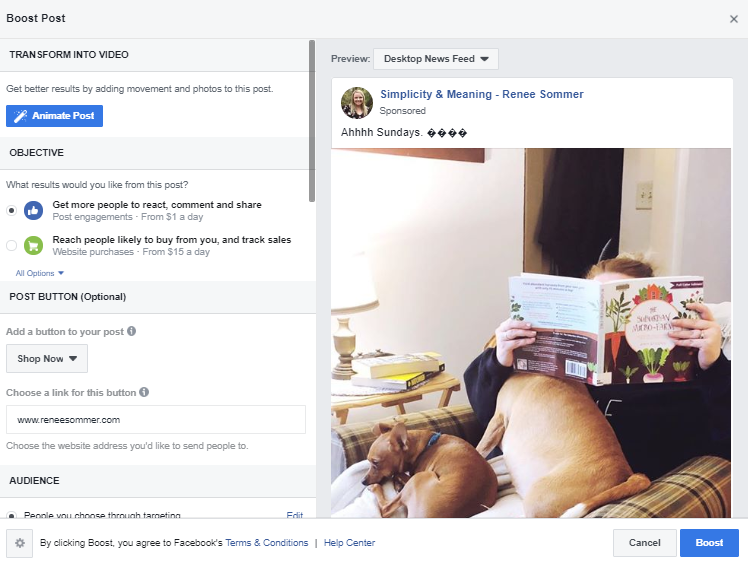 Boost Post
TRANSFORM INTO VIDEO
Get better results by adding movement and photos to this post.
Animate Post
OBJECTIVE
What results would you like from this post?
Get more people to react, comment and share
Post engagements · From $1 a day
Reach people likely to buy from you, and track sales
Website purchases · From $15 a day
All Options
POST BUTTON (Optional)
Add a button to your post
Shop Now
Choose a link for this button
www.reneesommer.com
Choose the website address you'd like to send people to.
AUDIENCE
People you choose through targeting
Edit
Preview:
Desktop News Feed
Simplicity & Meaning - Renee Sommer
Sponsored
Ahhhh Sundays. ����
THE
SUBURBAN
MICRO-FARM
By clicking Boost, you agree to Facebook's Terms & Conditions | Help Center
Cancel
Boost